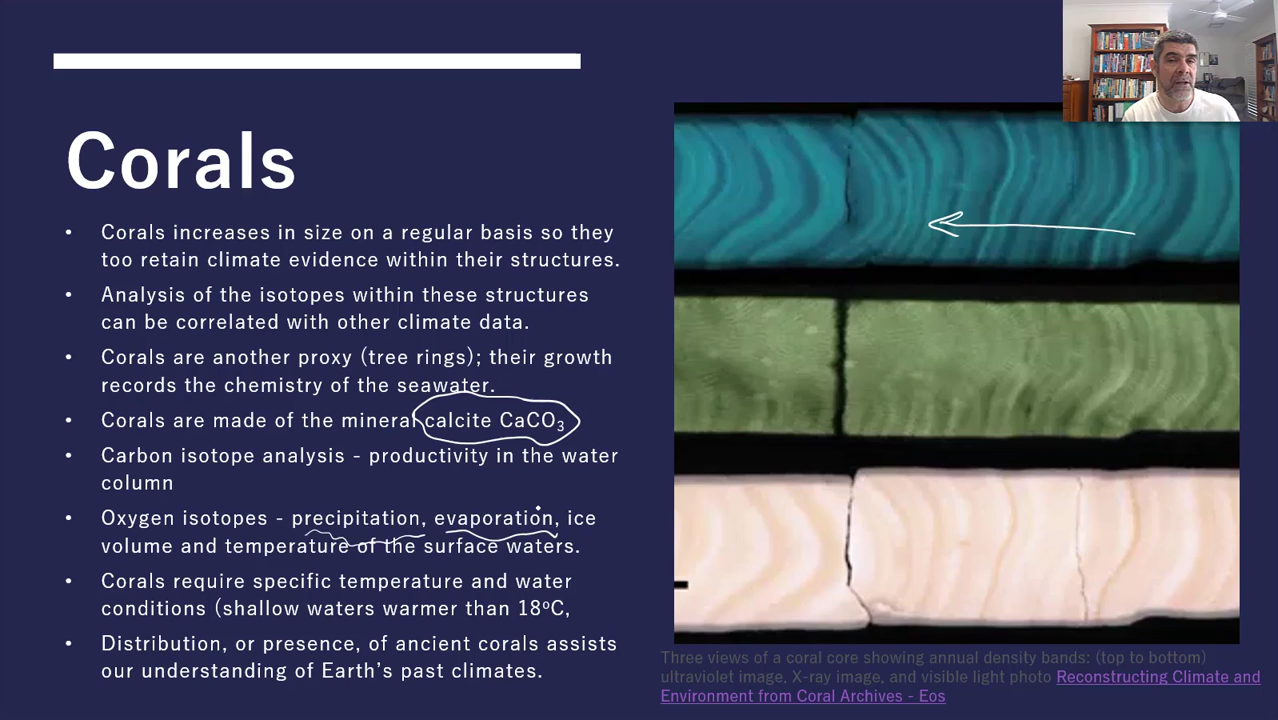 Corals
• Corals increases in size on a regular basis so they
too retain climate evidence within their structures.
• Analysis of the isotopes within these structures
can be correlated with other climate data.
• Corals are another proxy (tree rings); their growth
records the chemistry of the seawater.
• Corals are made of the mineral calcite CaCO₃
• Carbon isotope analysis - productivity in the water
column
• Oxygen isotopes - precipitation, evaporation, ice
volume and temperature of the surface waters.
• Corals require specific temperature and water
conditions (shallow waters warmer than 18ºC,
• Distribution, or presence, of ancient corals assists
our understanding of Earth’s past climates.
Three views of a coral core showing annual density bands: (top to bottom)
ultraviolet image, X-ray image, and visible light photo Reconstructing Climate and
Environment from Coral Archives - Eos